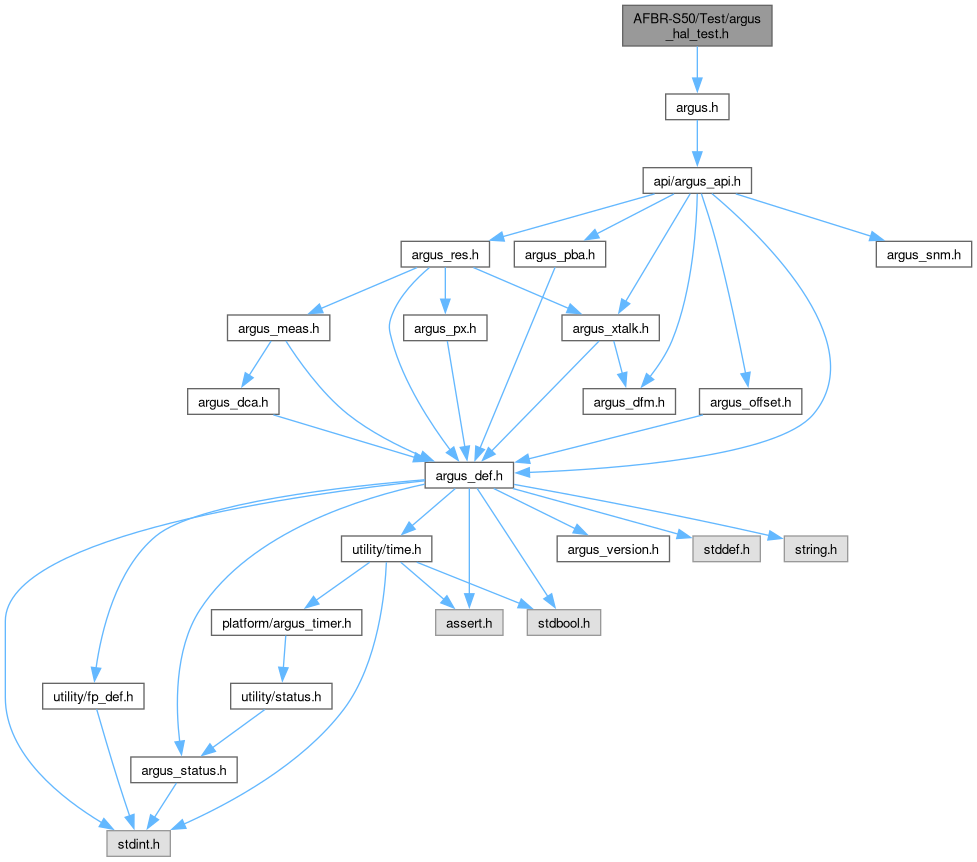 AFBR-S50/Test/argus
_hal_test.h
argus.h
api/argus_api.h
argus_res.h
argus_pba.h
argus_snm.h
argus_meas.h
argus_px.h
argus_xtalk.h
argus_dca.h
argus_dfm.h
argus_offset.h
argus_def.h
utility/time.h
argus_version.h
stddef.h
string.h
platform/argus_timer.h
assert.h
stdbool.h
utility/fp_def.h
utility/status.h
argus_status.h
stdint.h